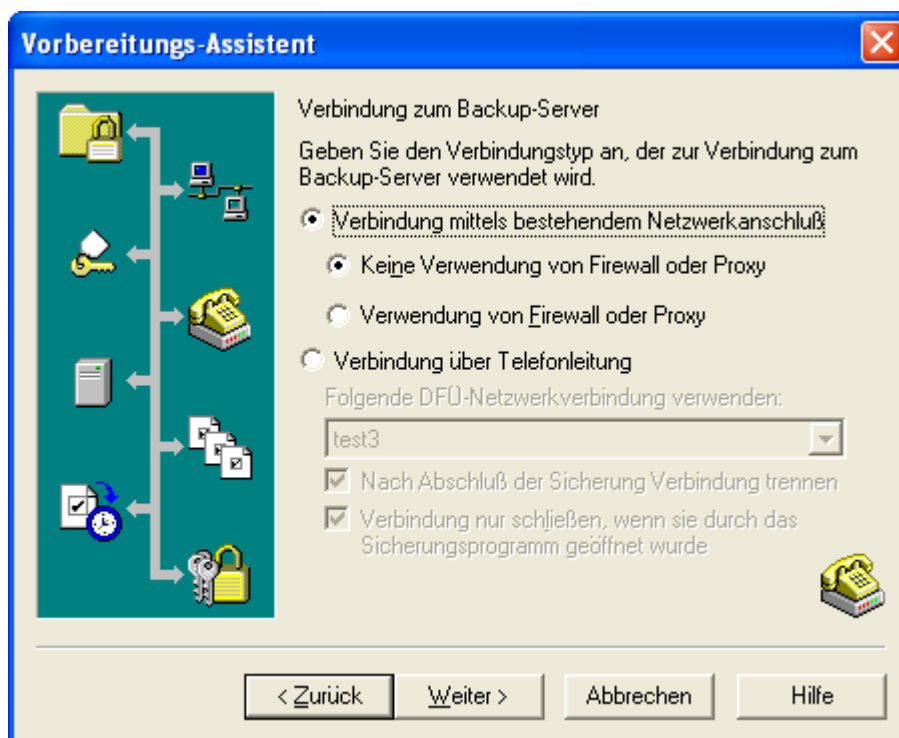 Vorbereitungs-Assistent
Verbindung zum Backup-Server
Geben Sie den Verbindungstyp an, der zur Verbindung zum
Backup-Server verwendet wird.
Verbindung mittels bestehendem Netzwerkanschluß
Keine Verwendung von Firewall oder Proxy
Verwendung von Firewall oder Proxy
Verbindung über Telefonleitung
Folgende DFÜ-Netzwerkverbindung verwenden:
test3
Nach Abschluß der Sicherung Verbindung trennen
Verbindung nur schließen, wenn sie durch das
Sicherungsprogramm geöffnet wurde
< Zurück Weiter > Abbrechen Hilfe